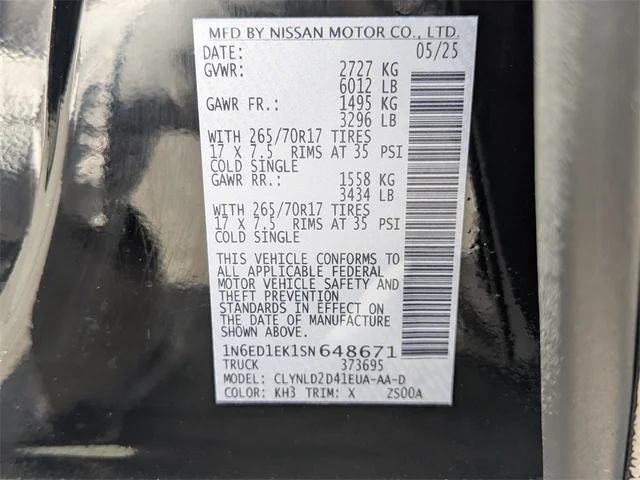 MFD BY NISSAN MOTOR CO., LTD.
DATE: 05/25
GVWR: 2727 KG
6012 LB
GAWR FR.: 1495 KG
3296 LB
WITH 265/70R17 TIRES
17 X 7.5 RIMS AT 35 PSI
COLD SINGLE
GAWR RR.: 1558 KG
3434 LB
WITH 265/70R17 TIRES
17 X 7.5 RIMS AT 35 PSI
COLD SINGLE
THIS VEHICLE CONFORMS TO
ALL APPLICABLE FEDERAL
MOTOR VEHICLE SAFETY AND
THEFT PREVENTION
STANDARDS IN EFFECT ON
THE DATE OF MANUFACTURE
SHOWN ABOVE.
1N6ED1EK1SN648671
TRUCK 373695
MODEL: CLYNLD2D41EUA-AA-D
COLOR: KH3 TRIM: X ZS00A